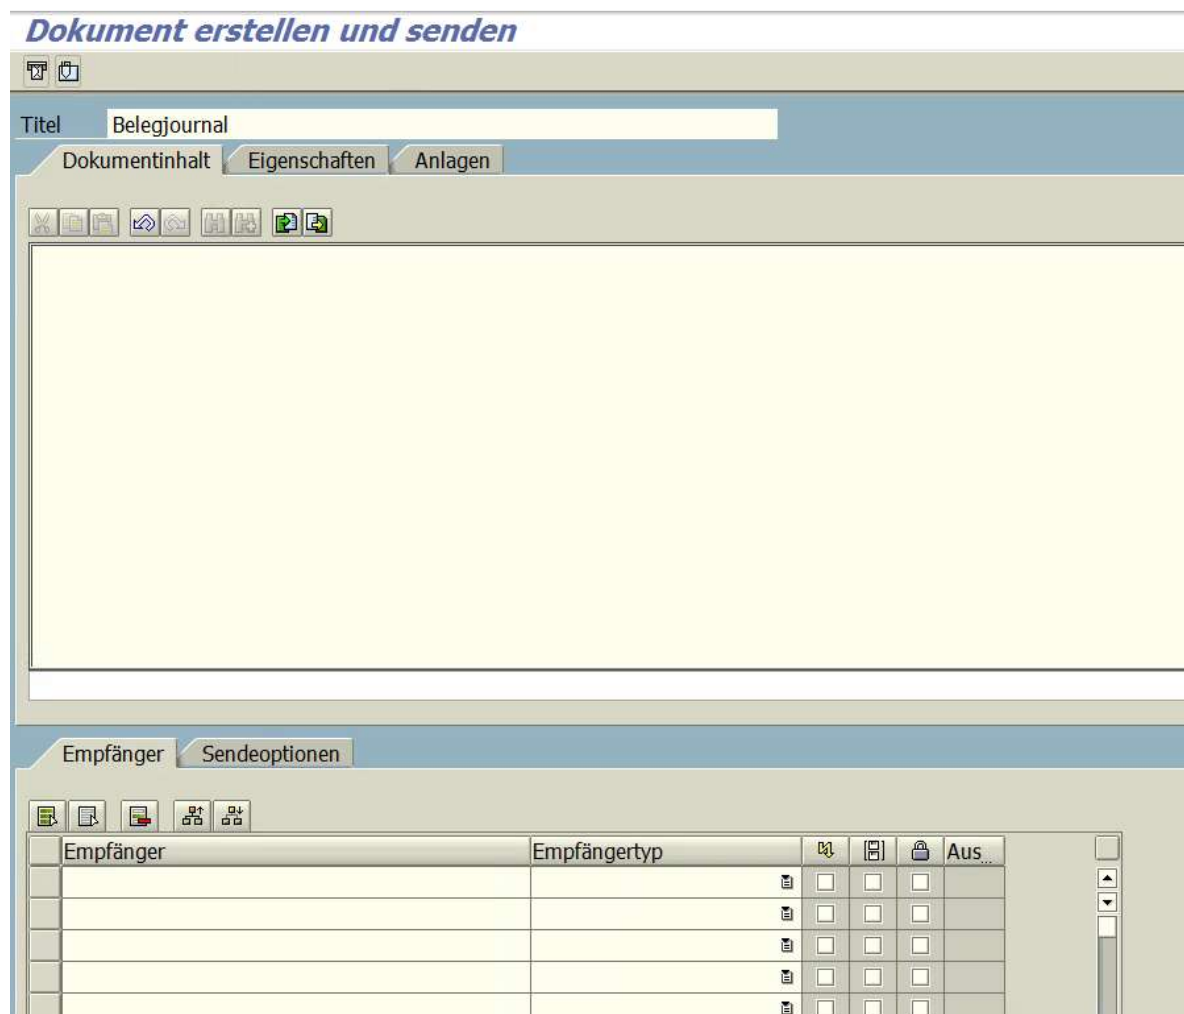 Dokument erstellen und senden
Titel Belegjournal
Dokumentinhalt Eigenschaften Anlagen
Empfänger Sendeoptionen
Empfänger Empfängertyp Aus...